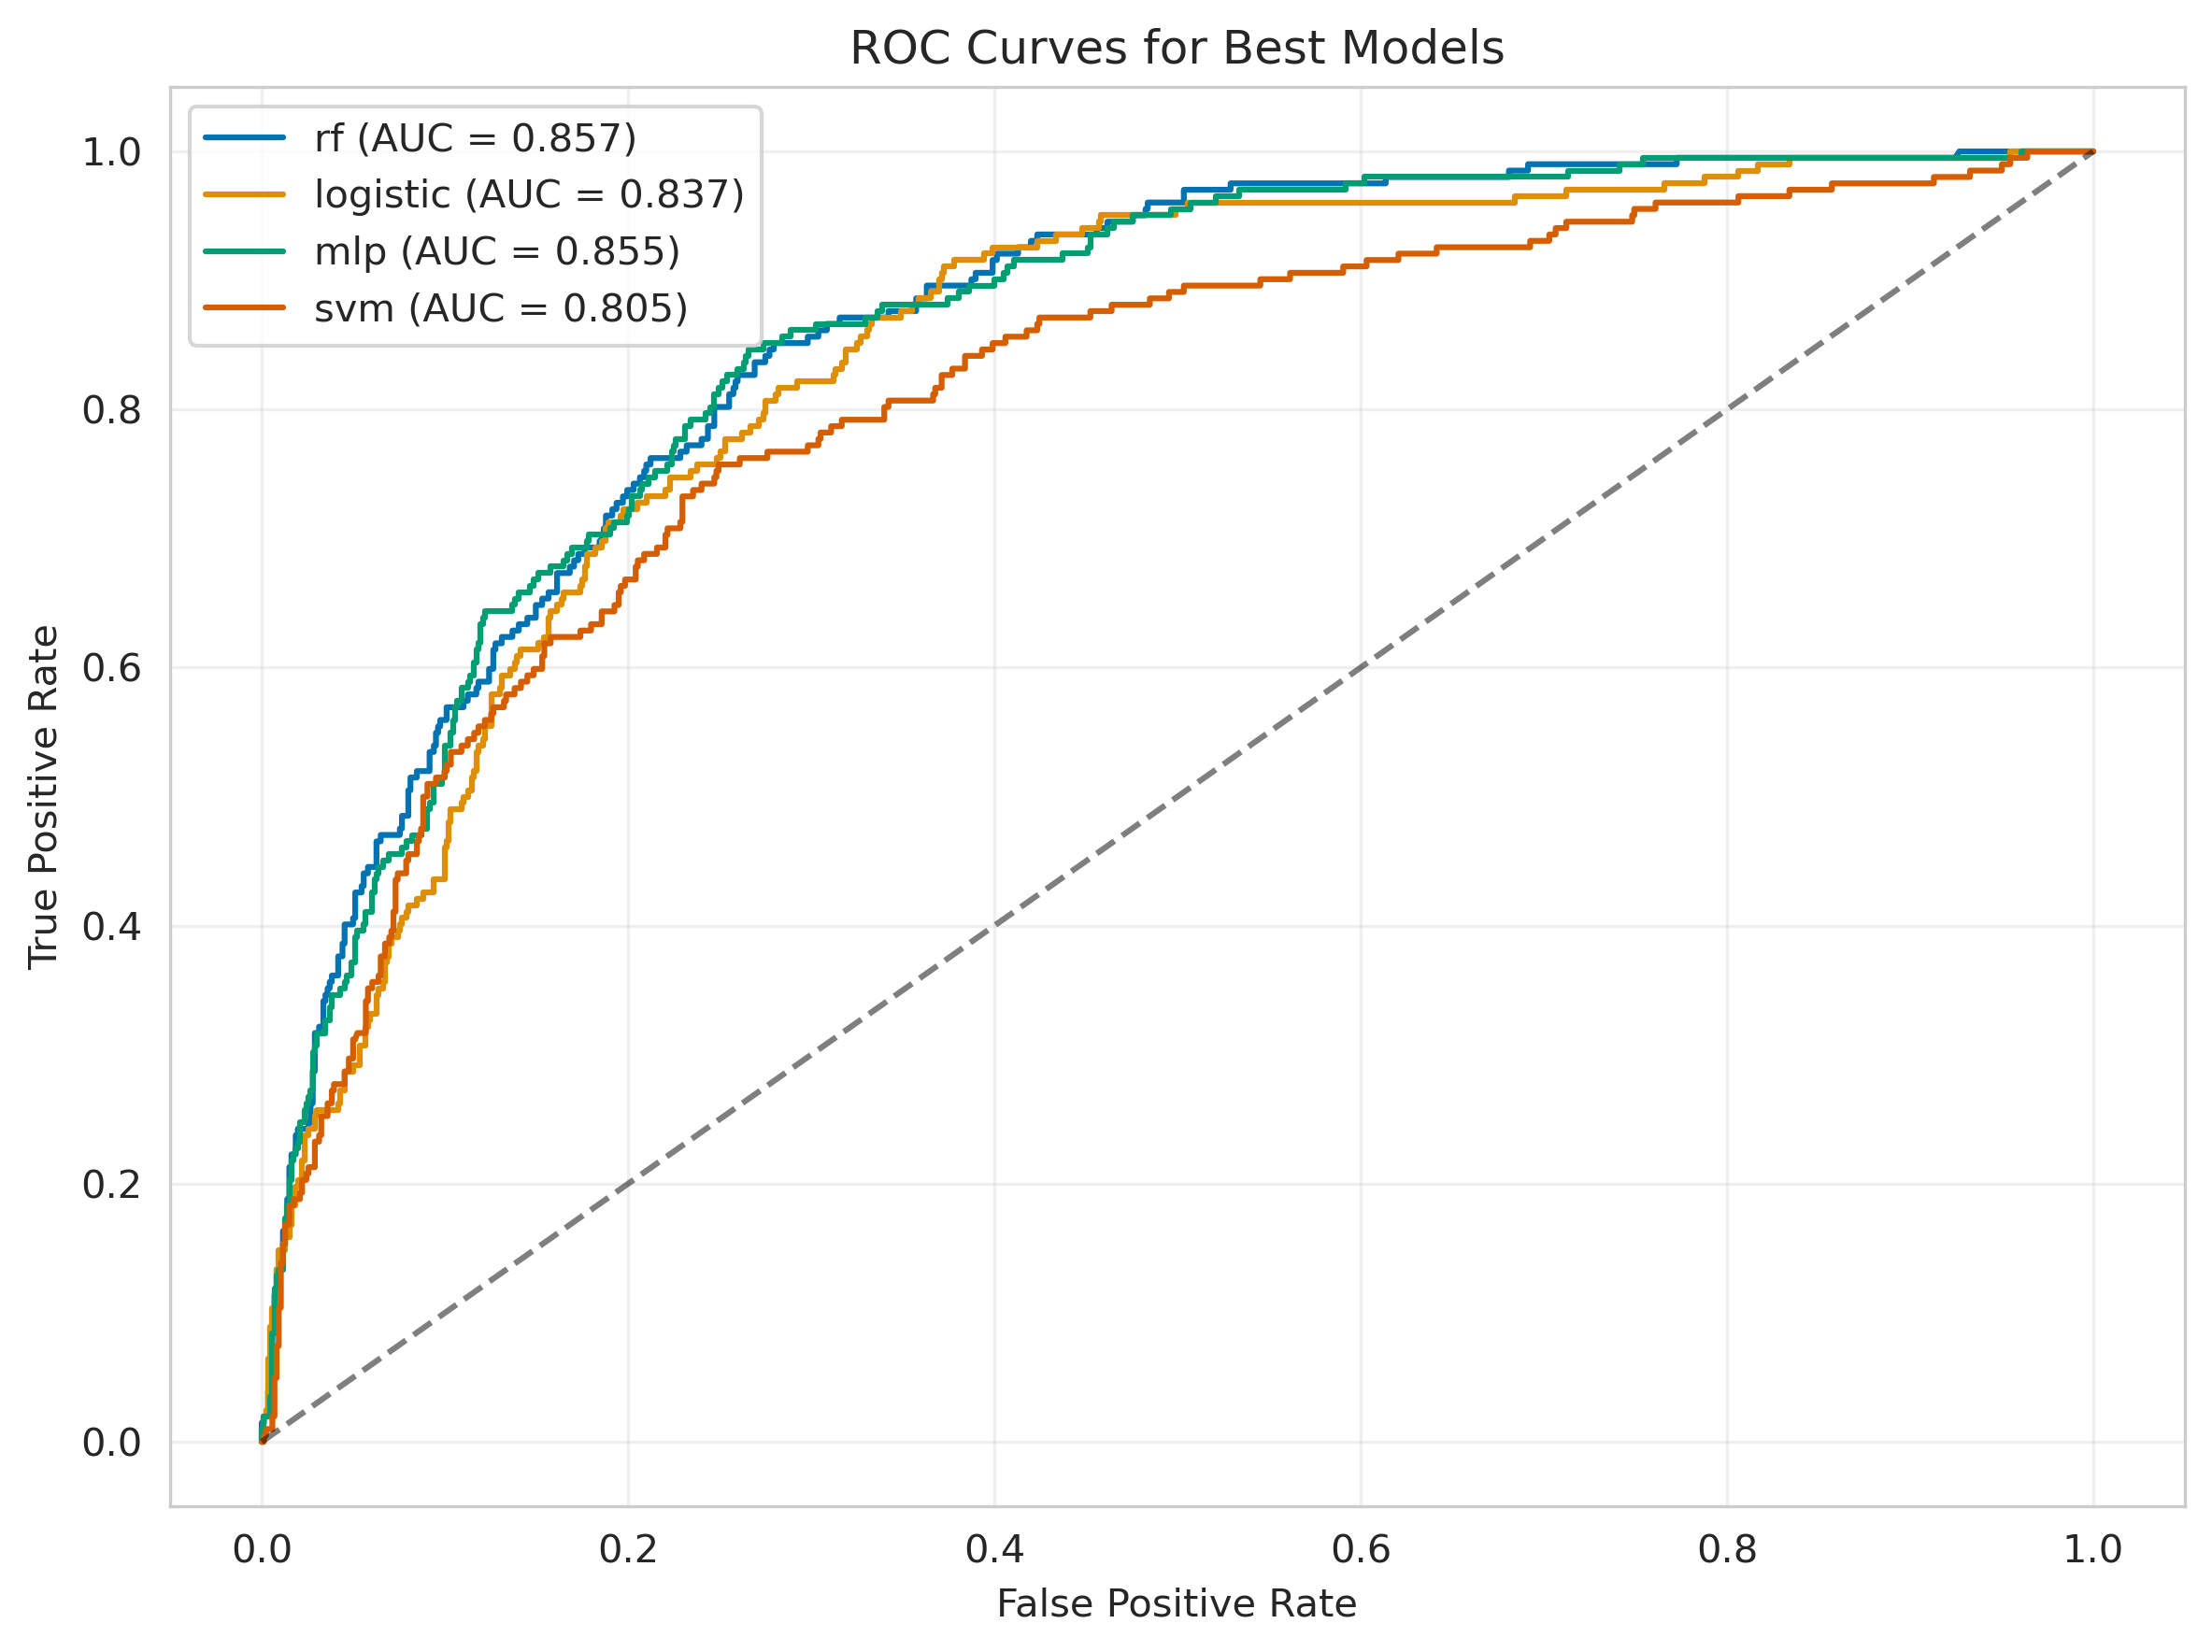 ROC Curves for Best Models
rf (AUC = 0.857)
logistic (AUC = 0.837)
mlp (AUC = 0.855)
svm (AUC = 0.805)
True Positive Rate
1.0
0.8
0.6
0.4
0.2
0.0
0.0 0.2 0.4 0.6 0.8 1.0
False Positive Rate